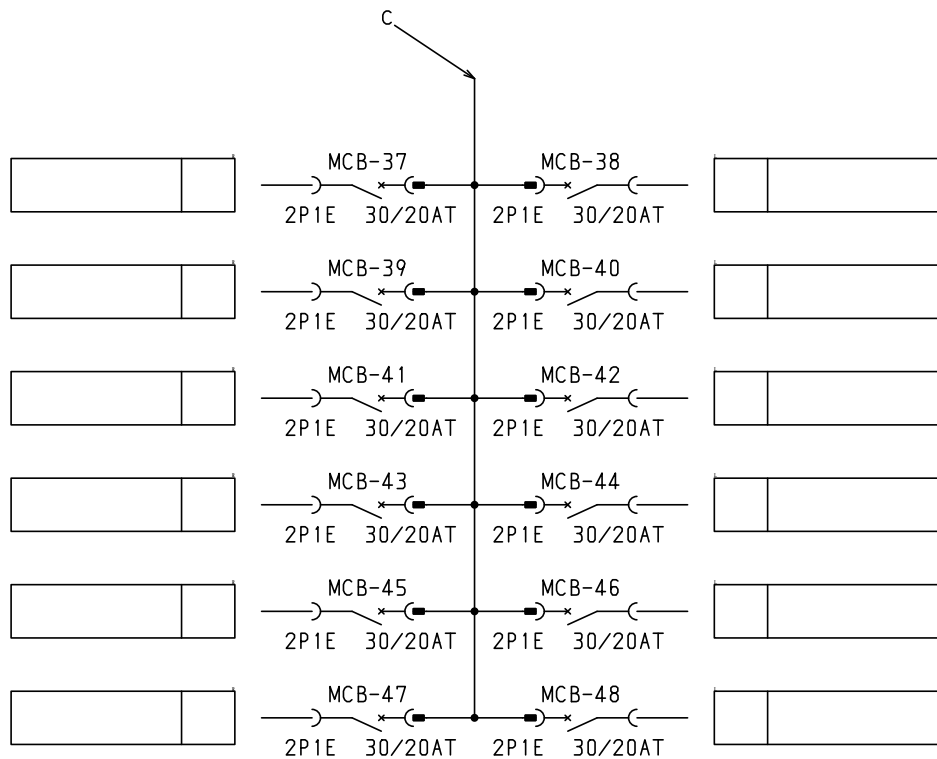 C
MCB-37 MCB-38
2P1E 30/20AT 2P1E 30/20AT
MCB-39 MCB-40
2P1E 30/20AT 2P1E 30/20AT
MCB-41 MCB-42
2P1E 30/20AT 2P1E 30/20AT
MCB-43 MCB-44
2P1E 30/20AT 2P1E 30/20AT
MCB-45 MCB-46
2P1E 30/20AT 2P1E 30/20AT
MCB-47 MCB-48
2P1E 30/20AT 2P1E 30/20AT